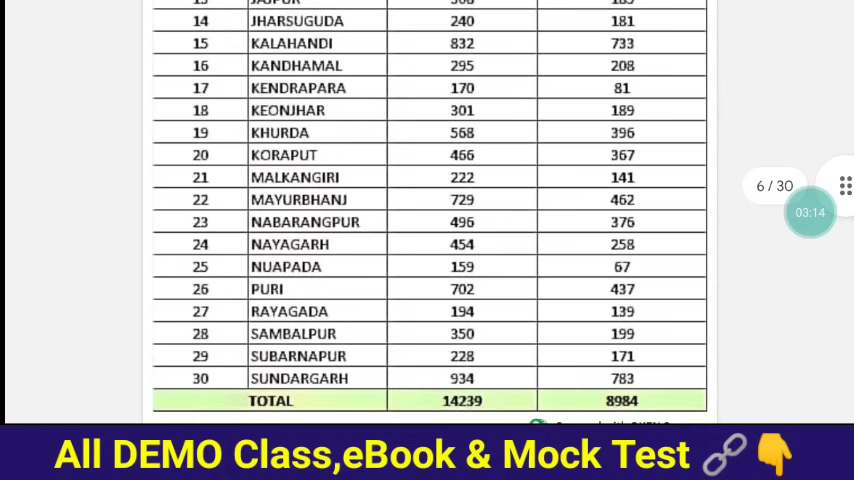 14 JHARSUGUDA 240 181
15 KALAHANDI 832 733
16 KANDHAMAL 295 208
17 KENDRAPARA 170 81
18 KEONJHAR 301 189
19 KHURDA 568 396
20 KORAPUT 466 367
21 MALKANGIRI 222 141
22 MAYURBHANJ 729 462
23 NABARANGPUR 496 376
24 NAYAGARH 454 258
25 NUAPADA 159 67
26 PURI 702 437
27 RAYAGADA 194 139
28 SAMBALPUR 350 199
29 SUBARNAPUR 228 171
30 SUNDARGARH 934 783
TOTAL 14239 8984
6 / 30
03:14
All DEMO Class,eBook & Mock Test 🔗👇